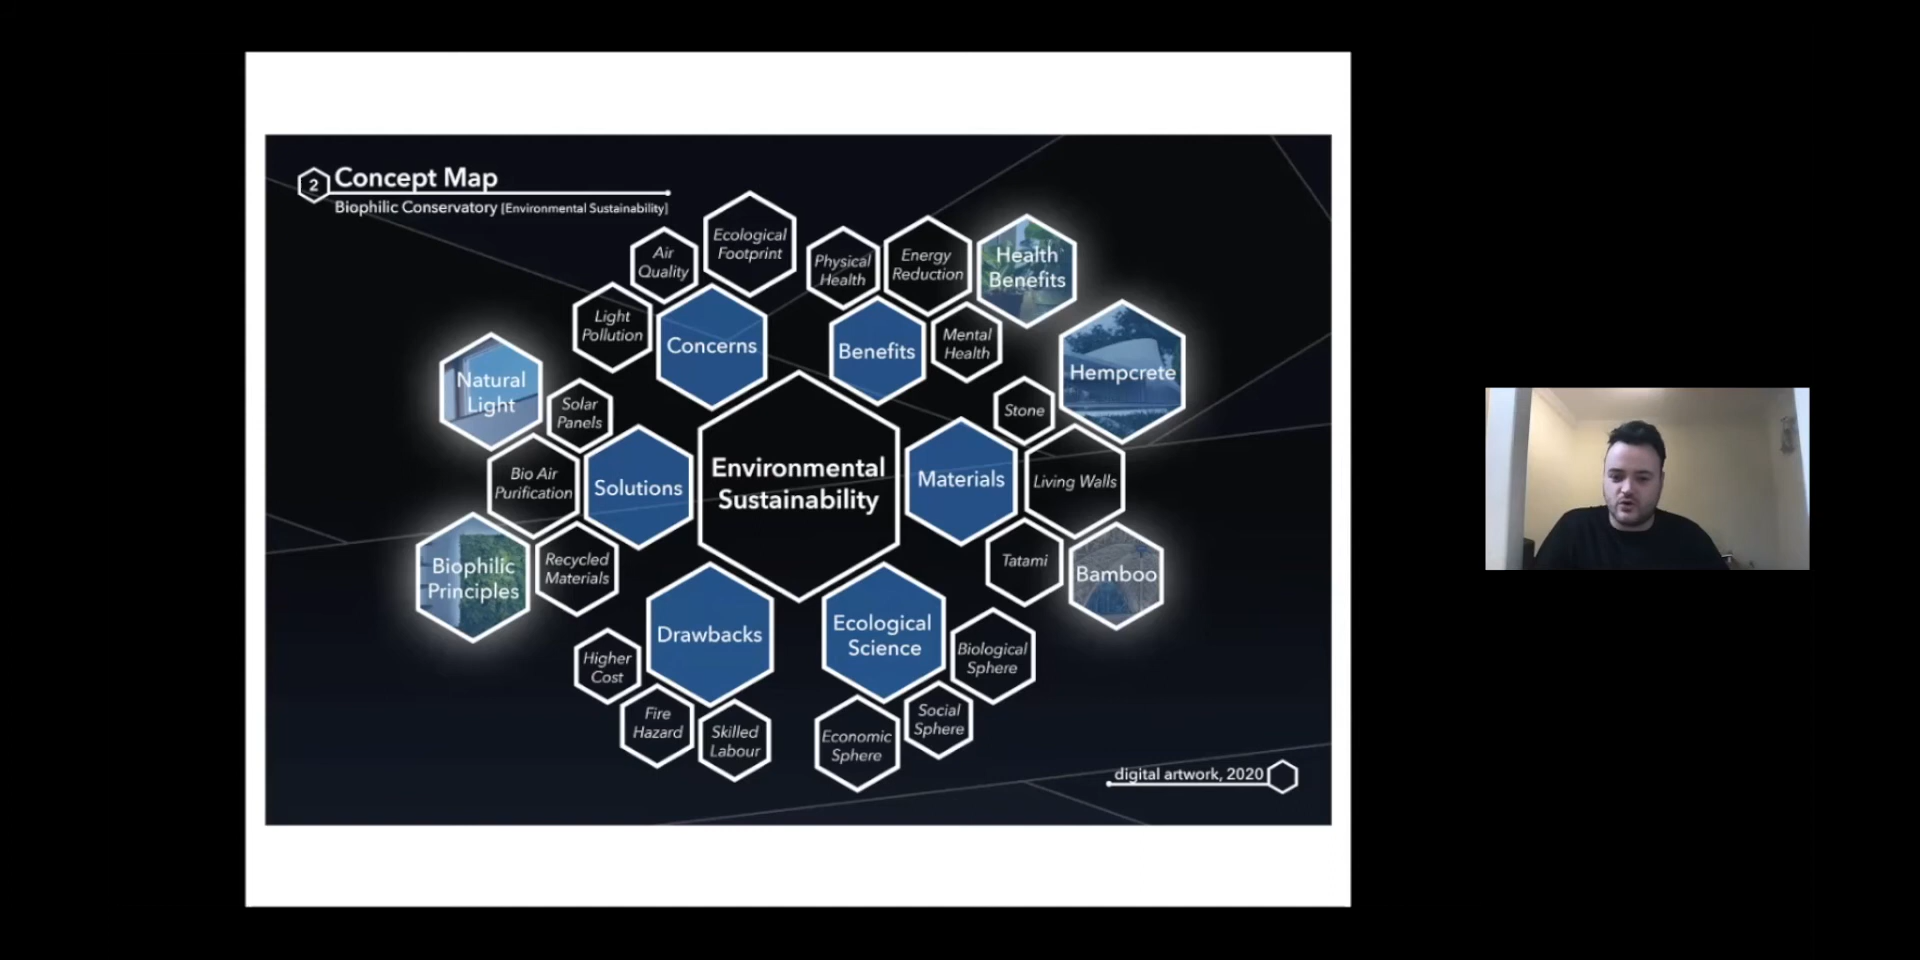 2
Concept Map
Biophilic Conservatory [Environmental Sustainability]
Ecological
Footprint
Air
Quality
Light
Pollution
Concerns
Physical
Health
Energy
Reduction
Health
Benefits
Benefits
Mental
Health
Hempcrete
Natural
Light
Solar
Panels
Bio Air
Purification
Solutions
Biophilic
Principles
Recycled
Materials
Environmental
Sustainability
Stone
Materials
Living Walls
Tatami
Bamboo
Drawbacks
Higher
Cost
Fire
Hazard
Skilled
Labour
Ecological
Science
Biological
Sphere
Social
Sphere
Economic
Sphere
digital artwork, 2020